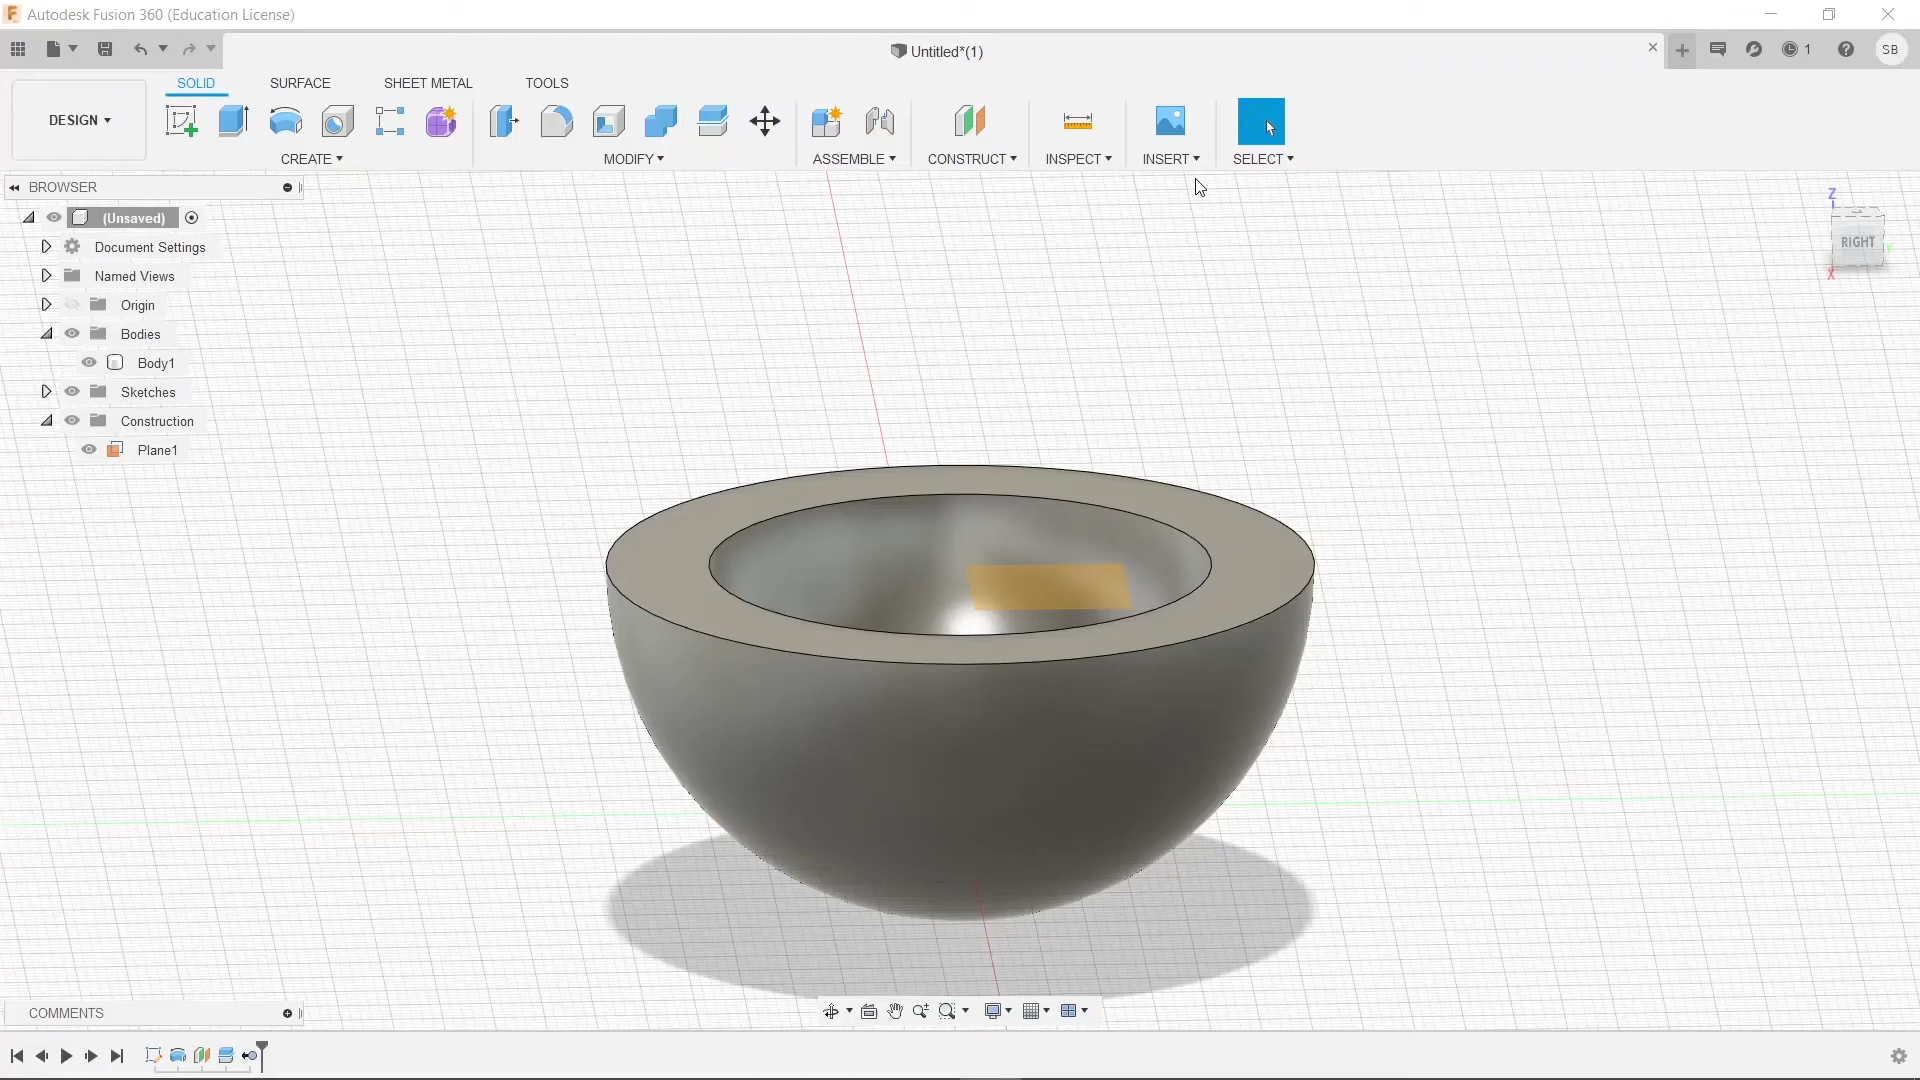 Autodesk Fusion 360 (Education License)
Untitled*(1)
1
SB
DESIGN
SOLID
SURFACE
SHEET METAL
TOOLS
CREATE
MODIFY
ASSEMBLE
CONSTRUCT
INSPECT
INSERT
SELECT
BROWSER
(Unsaved)
Document Settings
Named Views
Origin
Bodies
Body1
Sketches
Construction
Plane1
Z
RIGHT
Y
X
COMMENTS